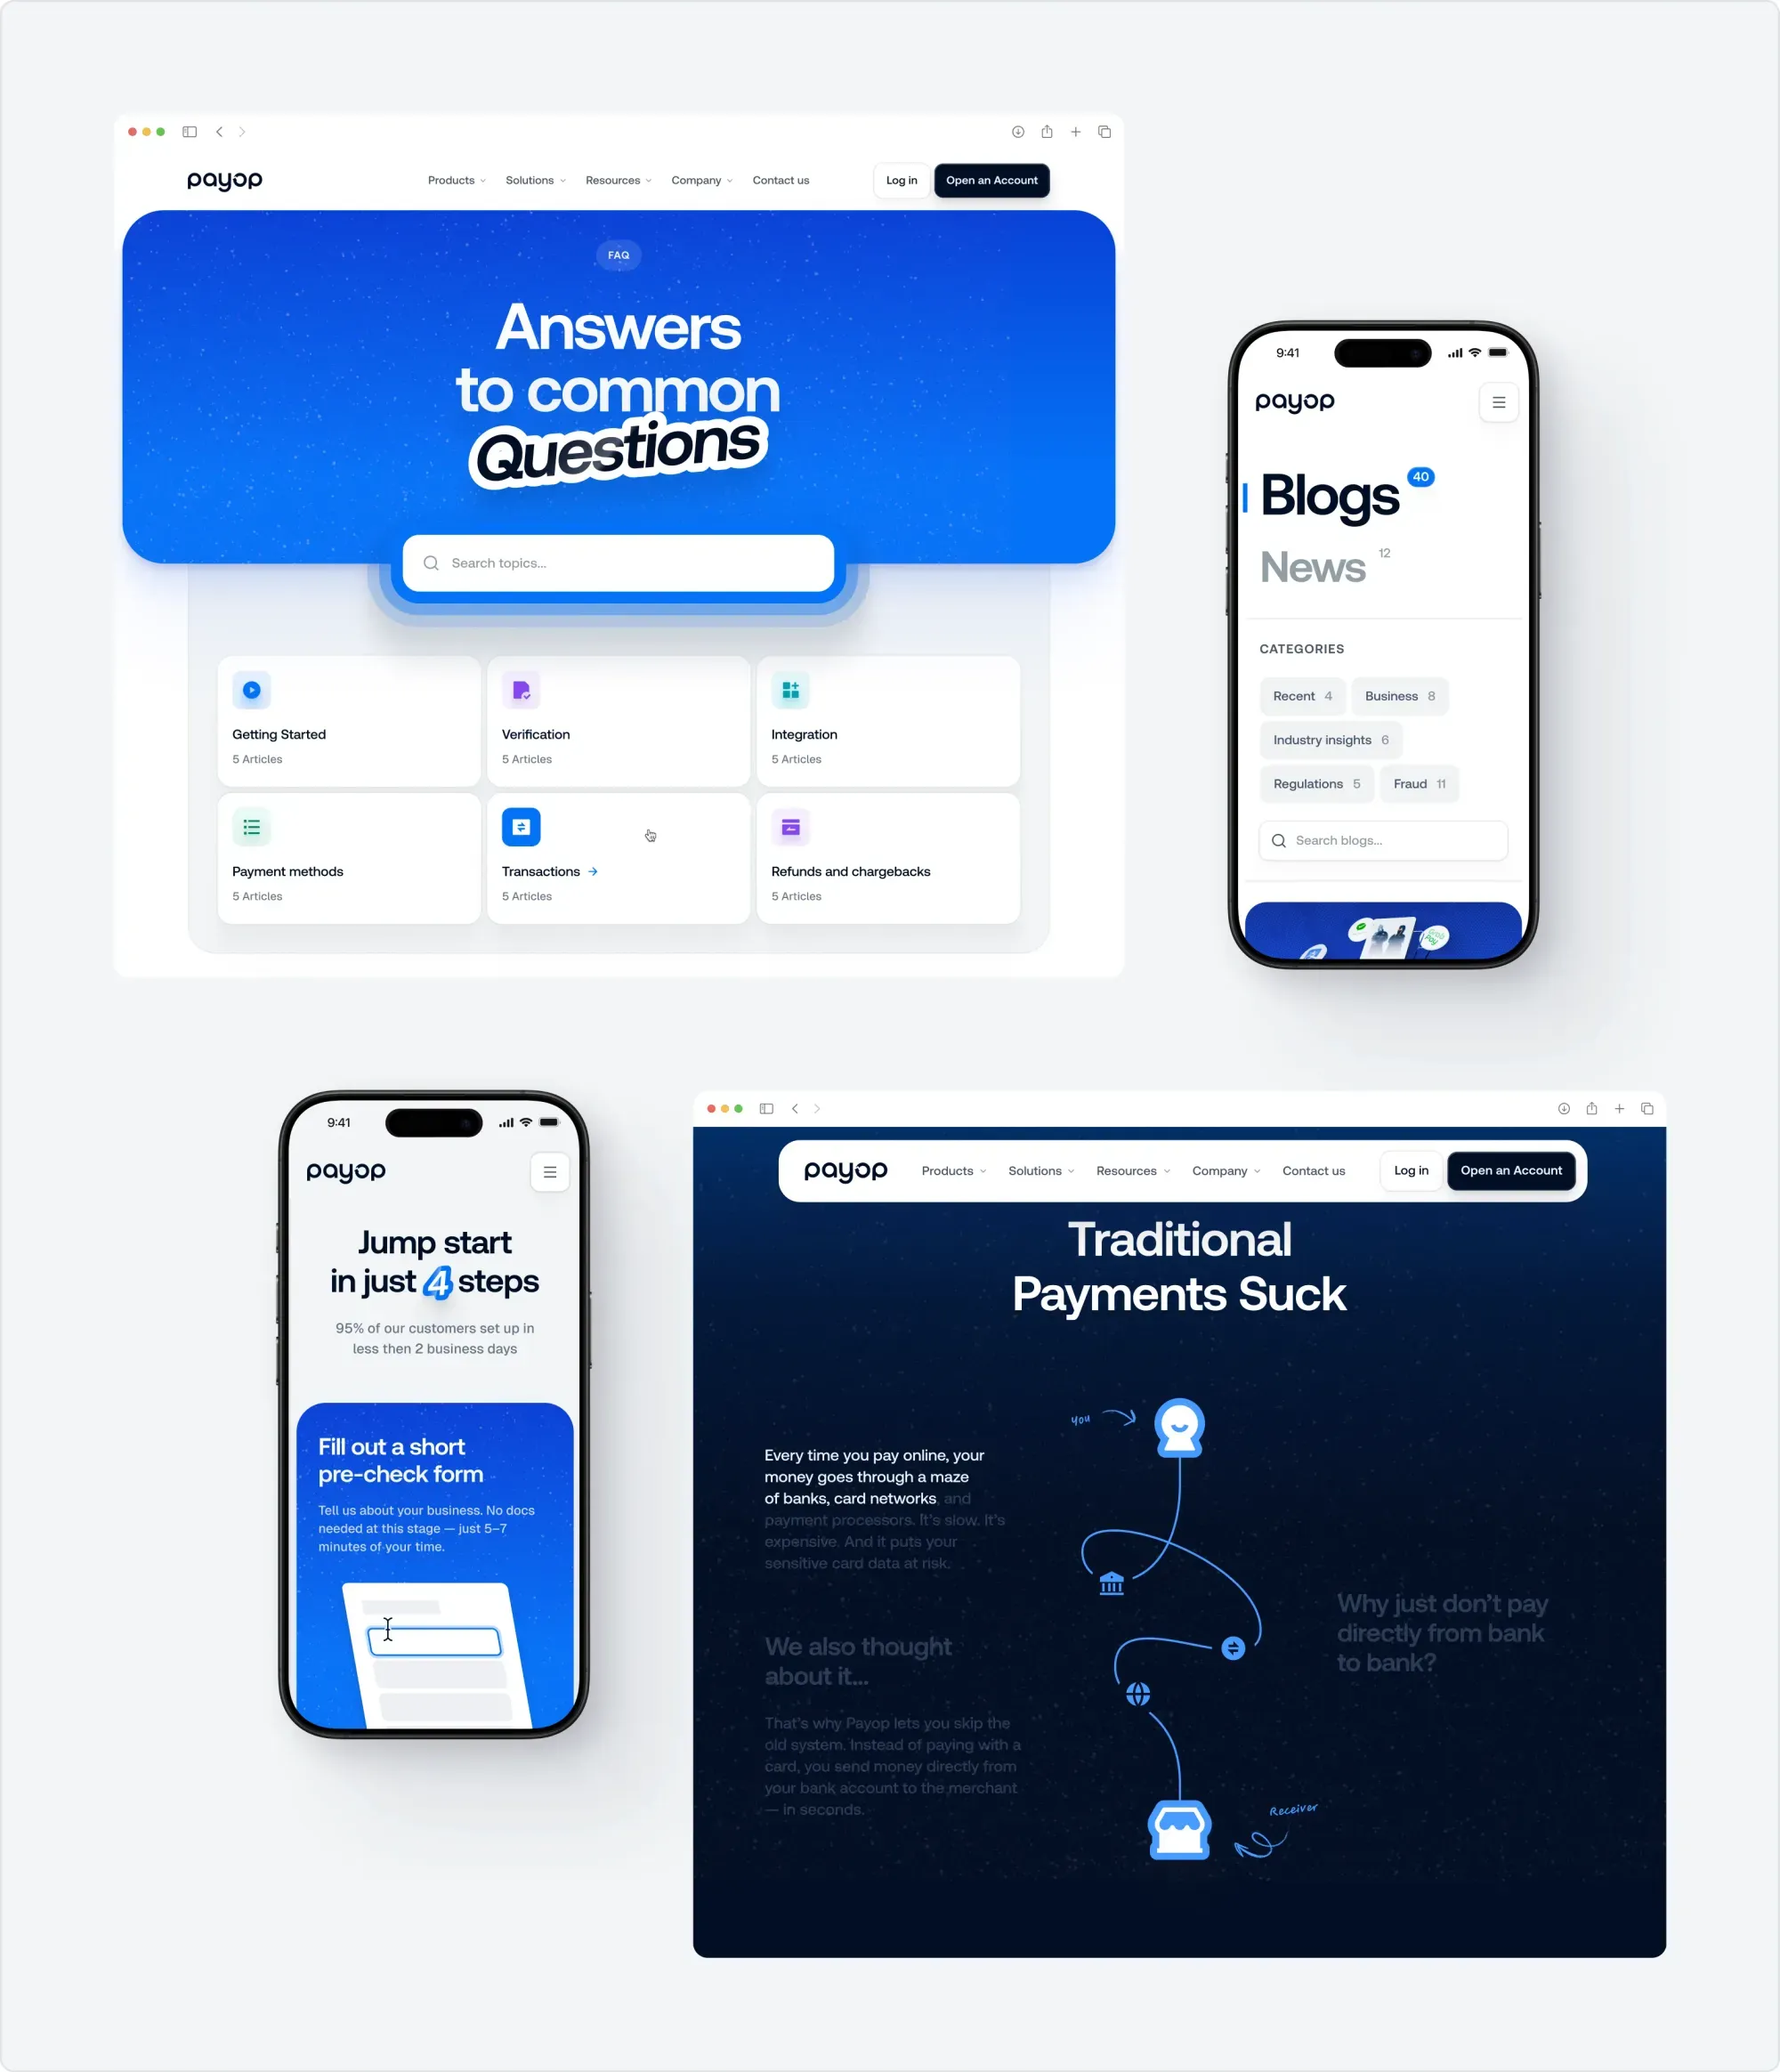 payop
Products
Solutions
Resources
Company
Contact us
Log in
Open an Account
FAQ
Answers
to common
Questions
Search topics...
Getting Started
5 Articles
Verification
5 Articles
Integration
5 Articles
Payment methods
5 Articles
Transactions
5 Articles
Refunds and chargebacks
5 Articles
9:41
payop
Blogs 40
News 12
CATEGORIES
Recent 4
Business 8
Industry insights 6
Regulations 5
Fraud 11
Search blogs...
Pay
9:41
payop
Jump start
in just 4 steps
95% of our customers set up in
less then 2 business days
Fill out a short
pre-check form
Tell us about your business. No docs
needed at this stage — just 5–7
minutes of your time.
payop
Products
Solutions
Resources
Company
Contact us
Log in
Open an Account
Traditional
Payments Suck
You
Every time you pay online, your
money goes through a maze
of banks, card networks, and
payment processors. It’s slow. It’s
expensive. And it puts your
sensitive card data at risk.
Why just don’t pay
directly from bank
to bank?
We also thought
about it...
That’s why Payop lets you skip the
old system. Instead of paying with a
card, you send money directly from
your bank account to the merchant
— in seconds.
Receiver